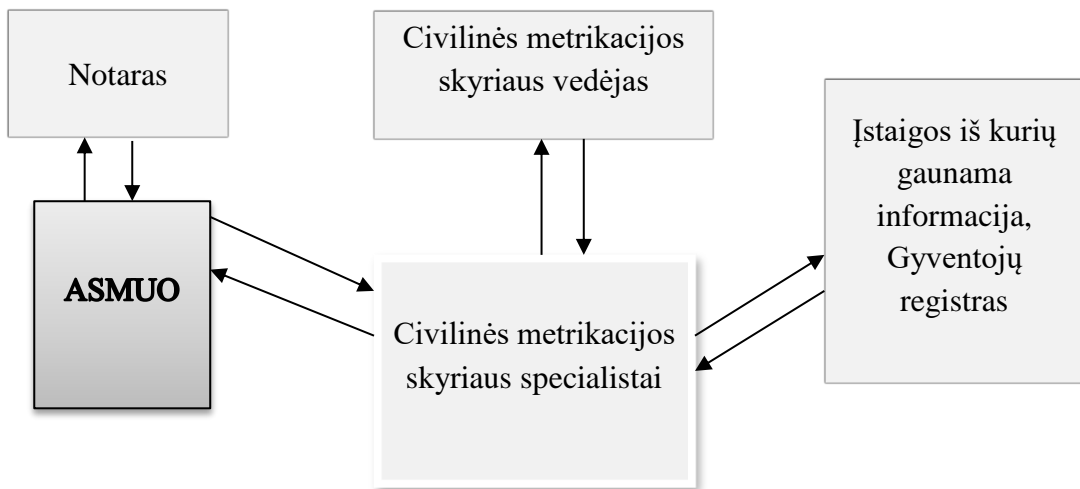 Notaras
Civilinės metrikacijos
skyriaus vedėjas
Įstaigos iš kurių
gaunama
informacija,
Gyventojų
registras
ASMUO
Civilinės metrikacijos
skyriaus specialistai